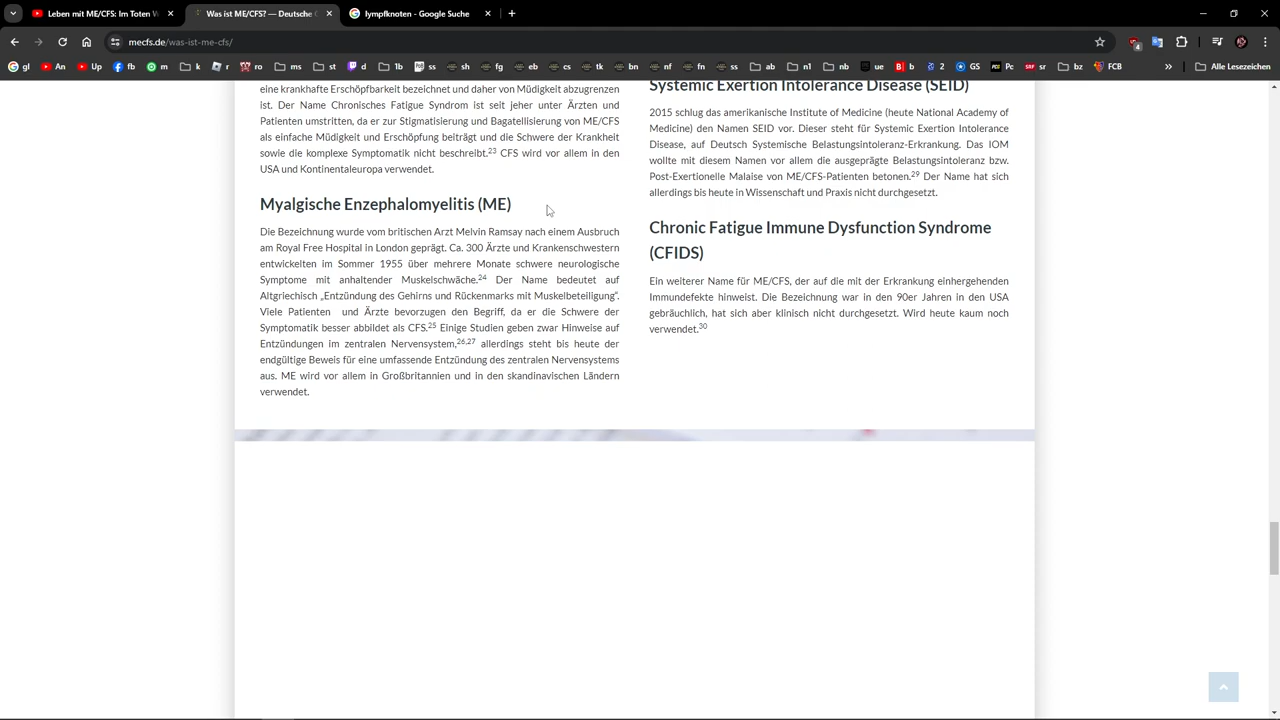 Leben mit ME/CFS: Im Toten W
Was ist ME/CFS? — Deutsche G
lympfknoten - Google Suche
mecfs.de/was-ist-me-cfs/
gl An Up fb m k r ro ms st d 1b ss sh fg eb cs tk bn nf fn ss ab n1 nb ue b 2 GS Pc sr bz FCB » Alle Lesezeichen
eine krankhafte Erschöpfbarkeit bezeichnet und daher von Müdigkeit abzugrenzen
ist. Der Name Chronisches Fatigue Syndrom ist seit jeher unter Ärzten und
Patienten umstritten, da er zur Stigmatisierung und Bagatellisierung von ME/CFS
als einfache Müdigkeit und Erschöpfung beiträgt und die Schwere der Krankheit
sowie die komplexe Symptomatik nicht beschreibt.23 CFS wird vor allem in den
USA und Kontinentaleuropa verwendet.
Myalgische Enzephalomyelitis (ME)
Die Bezeichnung wurde vom britischen Arzt Melvin Ramsay nach einem Ausbruch
am Royal Free Hospital in London geprägt. Ca. 300 Ärzte und Krankenschwestern
entwickelten im Sommer 1955 über mehrere Monate schwere neurologische
Symptome mit anhaltender Muskelschwäche.24 Der Name bedeutet auf
Altgriechisch „Entzündung des Gehirns und Rückenmarks mit Muskelbeteiligung“.
Viele Patienten und Ärzte bevorzugen den Begriff, da er die Schwere der
Symptomatik besser abbildet als CFS.25 Einige Studien geben zwar Hinweise auf
Entzündungen im zentralen Nervensystem,26,27 allerdings steht bis heute der
endgültige Beweis für eine umfassende Entzündung des zentralen Nervensystems
aus. ME wird vor allem in Großbritannien und in den skandinavischen Ländern
verwendet.
Systemic Exertion Intolerance Disease (SEID)
2015 schlug das amerikanische Institute of Medicine (heute National Academy of
Medicine) den Namen SEID vor. Dieser steht für Systemic Exertion Intolerance
Disease, auf Deutsch Systemische Belastungsintoleranz-Erkrankung. Das IOM
wollte mit diesem Namen vor allem die ausgeprägte Belastungsintoleranz bzw.
Post-Exertionelle Malaise von ME/CFS-Patienten betonen.29 Der Name hat sich
allerdings bis heute in Wissenschaft und Praxis nicht durchgesetzt.
Chronic Fatigue Immune Dysfunction Syndrome
(CFIDS)
Ein weiterer Name für ME/CFS, der auf die mit der Erkrankung einhergehenden
Immundefekte hinweist. Die Bezeichnung war in den 90er Jahren in den USA
gebräuchlich, hat sich aber klinisch nicht durchgesetzt. Wird heute kaum noch
verwendet.30